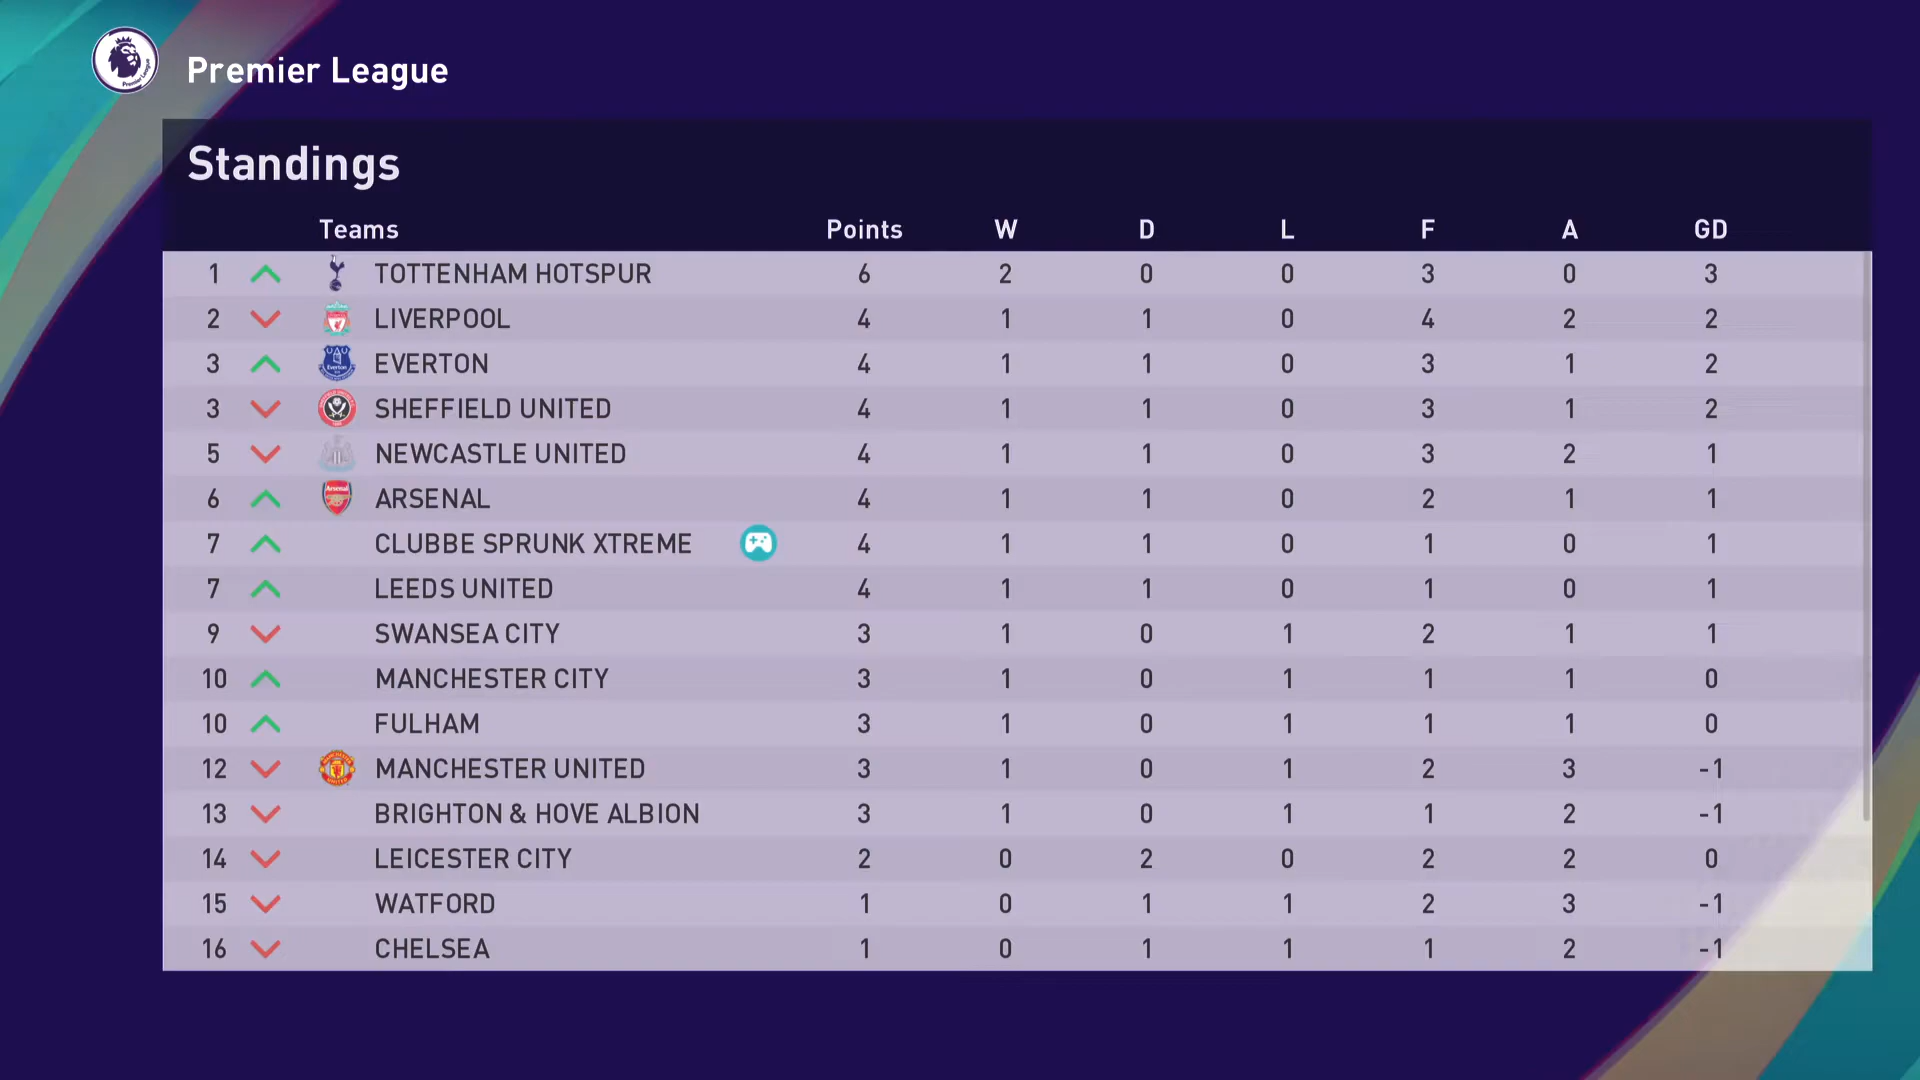 Premier League
Standings
Teams Points W D L F A GD
1 TOTTENHAM HOTSPUR 6 2 0 0 3 0 3
2 LIVERPOOL 4 1 1 0 4 2 2
3 EVERTON 4 1 1 0 3 1 2
3 SHEFFIELD UNITED 4 1 1 0 3 1 2
5 NEWCASTLE UNITED 4 1 1 0 3 2 1
6 ARSENAL 4 1 1 0 2 1 1
7 CLUBBE SPRUNK XTREME 4 1 1 0 1 0 1
7 LEEDS UNITED 4 1 1 0 1 0 1
9 SWANSEA CITY 3 1 0 1 2 1 1
10 MANCHESTER CITY 3 1 0 1 1 1 0
10 FULHAM 3 1 0 1 1 1 0
12 MANCHESTER UNITED 3 1 0 1 2 3 -1
13 BRIGHTON & HOVE ALBION 3 1 0 1 1 2 -1
14 LEICESTER CITY 2 0 2 0 2 2 0
15 WATFORD 1 0 1 1 2 3 -1
16 CHELSEA 1 0 1 1 1 2 -1